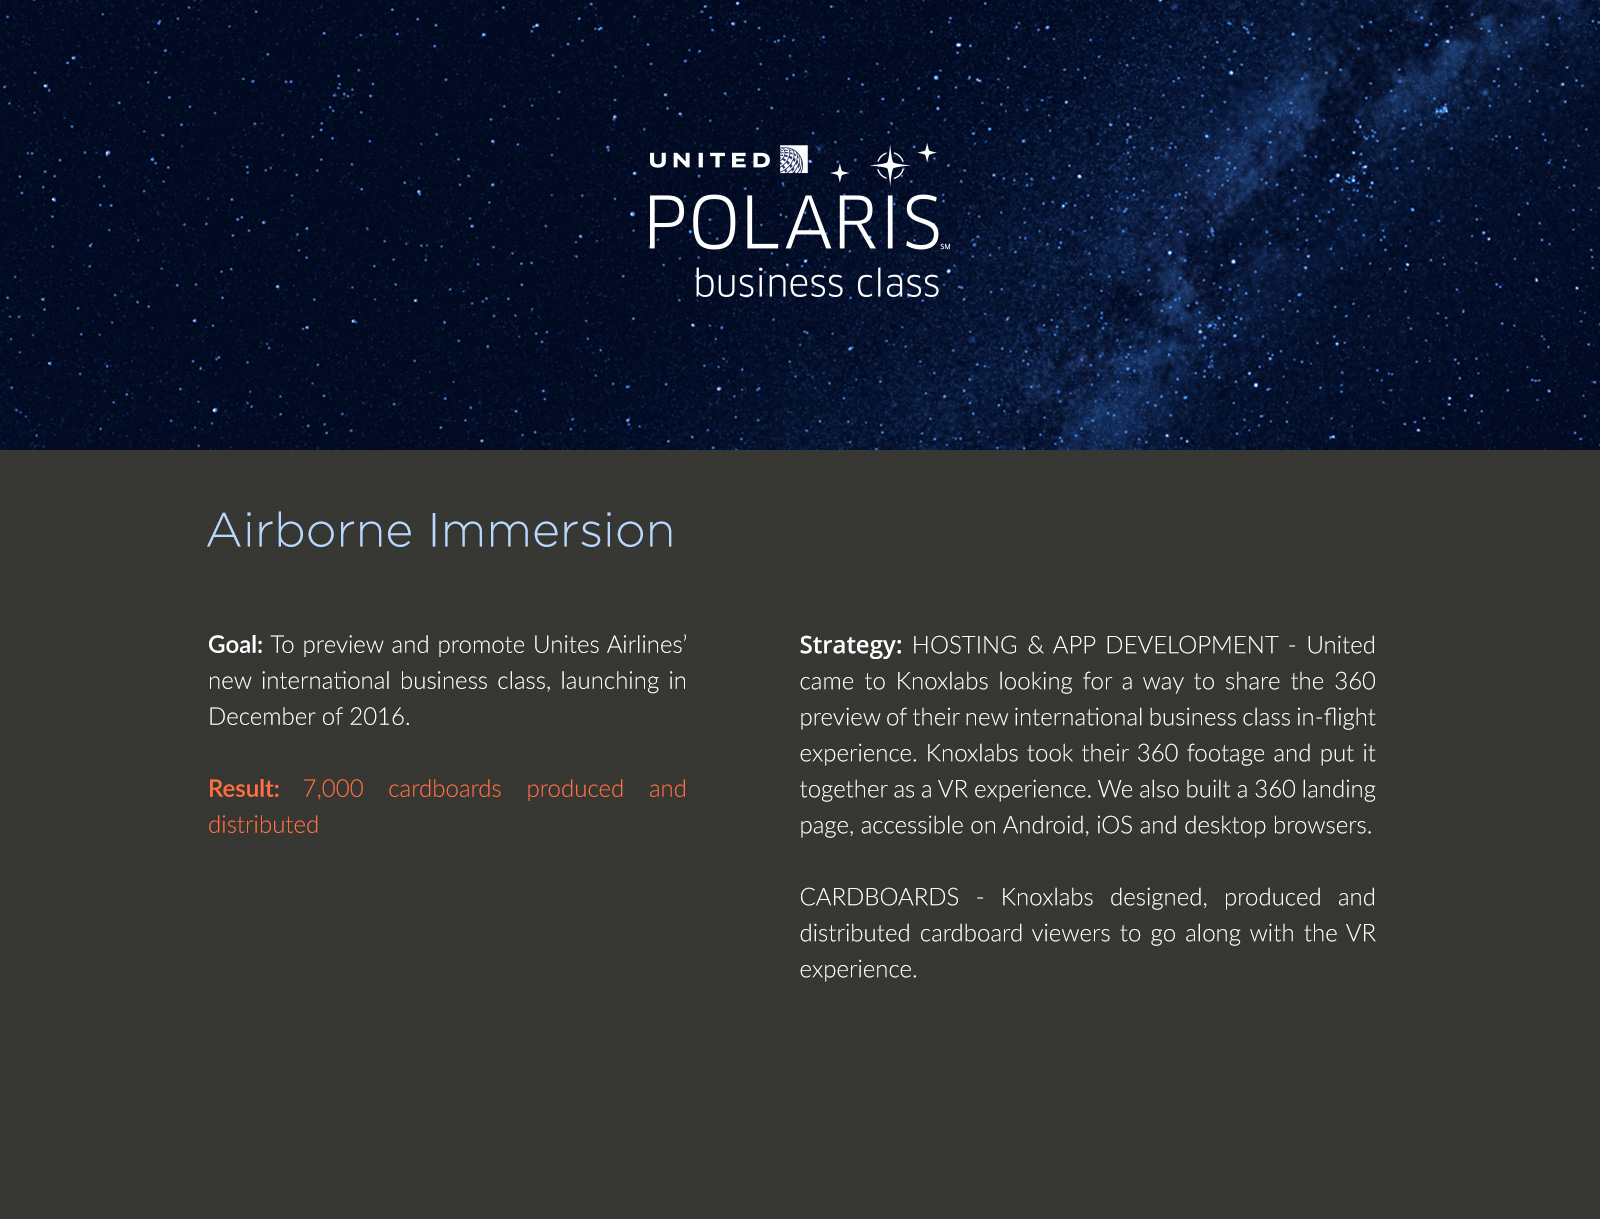 UNITED
POLARIS SM
business class
Airborne Immersion
Goal: To preview and promote Unites Airlines’
new international business class, launching in
December of 2016.
Result: 7,000 cardboards produced and
distributed
Strategy: HOSTING & APP DEVELOPMENT - United
came to Knoxlabs looking for a way to share the 360
preview of their new international business class in-flight
experience. Knoxlabs took their 360 footage and put it
together as a VR experience. We also built a 360 landing
page, accessible on Android, iOS and desktop browsers.
CARDBOARDS - Knoxlabs designed, produced and
distributed cardboard viewers to go along with the VR
experience.